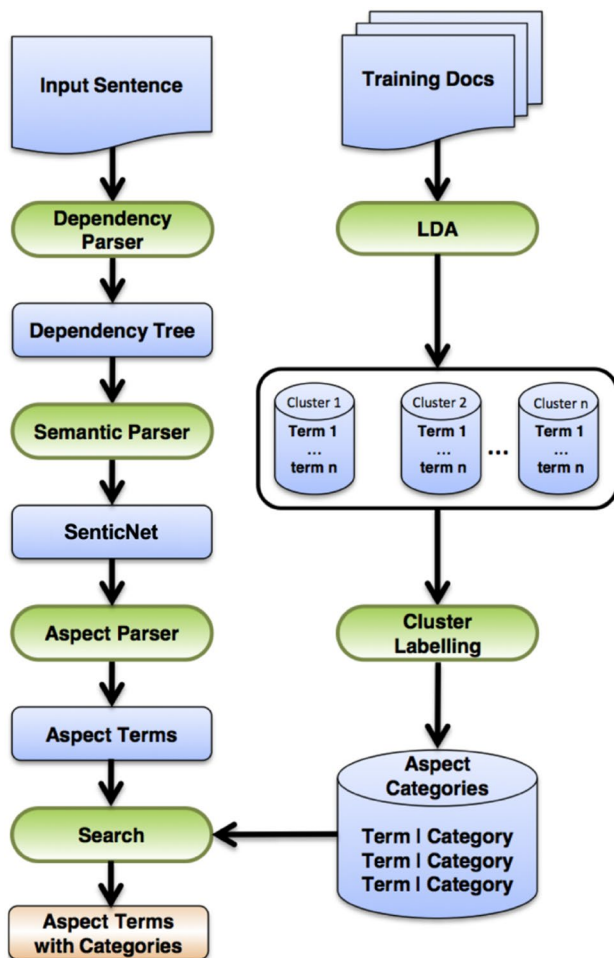 Input Sentence
Dependency
Parser
Dependency Tree
Semantic Parser
SenticNet
Aspect Parser
Aspect Terms
Search
Aspect Terms
with Categories
Training Docs
LDA
Cluster 1
Term 1
...
term n
Cluster 2
Term 1
...
term n
...
Cluster n
Term 1
...
term n
Cluster
Labelling
Aspect
Categories
Term | Category
Term | Category
Term | Category